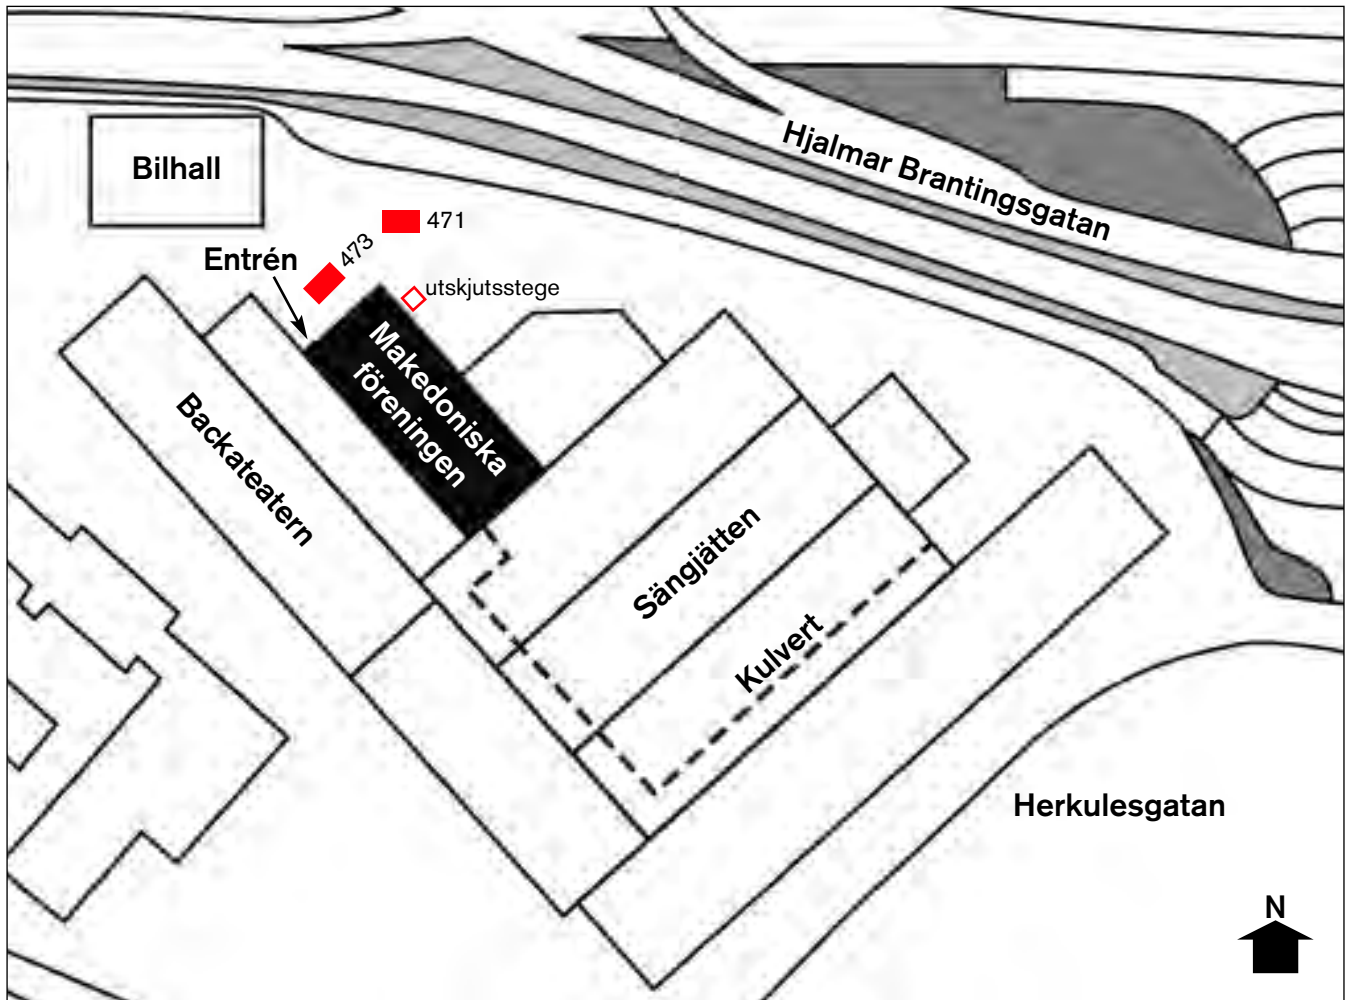 Hjalmar Brantingsgatan
Bilhall
471
473
Entrén
utskjutsstege
Makedoniska
föreningen
Backateatern
Sängjätten
Kulvert
Herkulesgatan
N